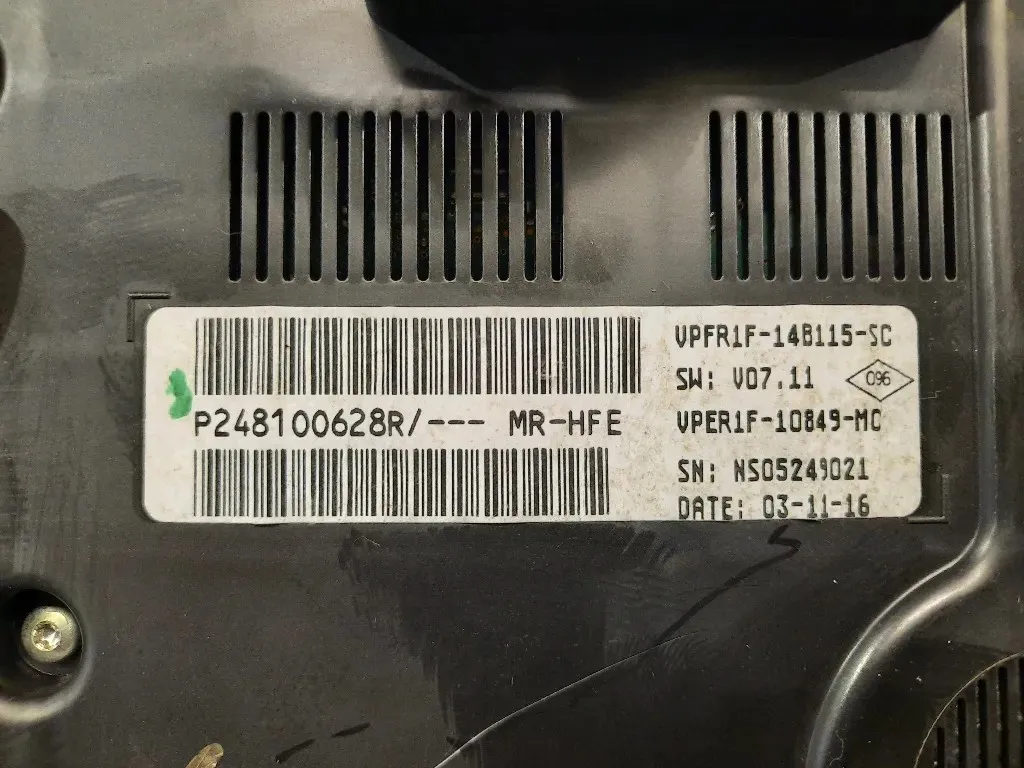 VPFR1F-14B115-SC
SW: V07.11
096
P248100628R/--- MR-HFE
VPER1F-10849-MC
SN: NS05249021
DATE: 03-11-16